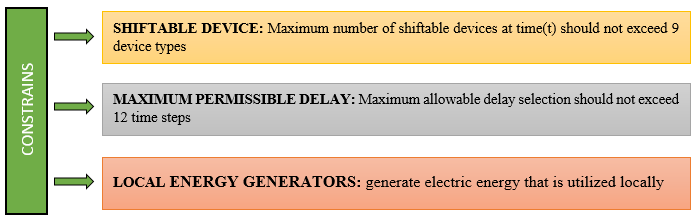 CONSTRAINS
SHIFTABLE DEVICE: Maximum number of shiftable devices at time(t) should not exceed 9
device types
MAXIMUM PERMISSIBLE DELAY: Maximum allowable delay selection should not exceed
12 time steps
LOCAL ENERGY GENERATORS: generate electric energy that is utilized locally